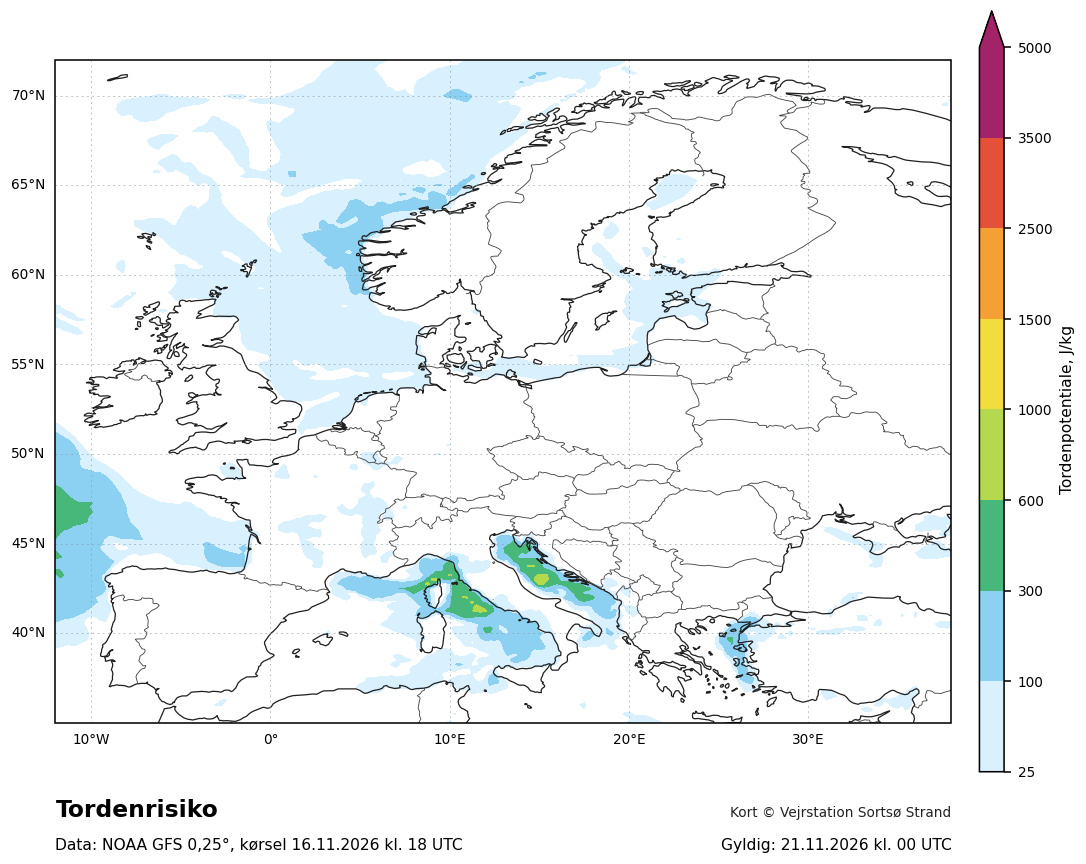 70°N
65°N
60°N
55°N
50°N
45°N
40°N
10°W
0°
10°E
20°E
30°E
5000
3500
2500
1500
1000
600
300
100
25
Tordenpotentiale, J/kg
Tordenrisiko
Kort © Vejrstation Sortsø Strand
Data: NOAA GFS 0,25°, kørsel 16.11.2026 kl. 18 UTC
Gyldig: 21.11.2026 kl. 00 UTC